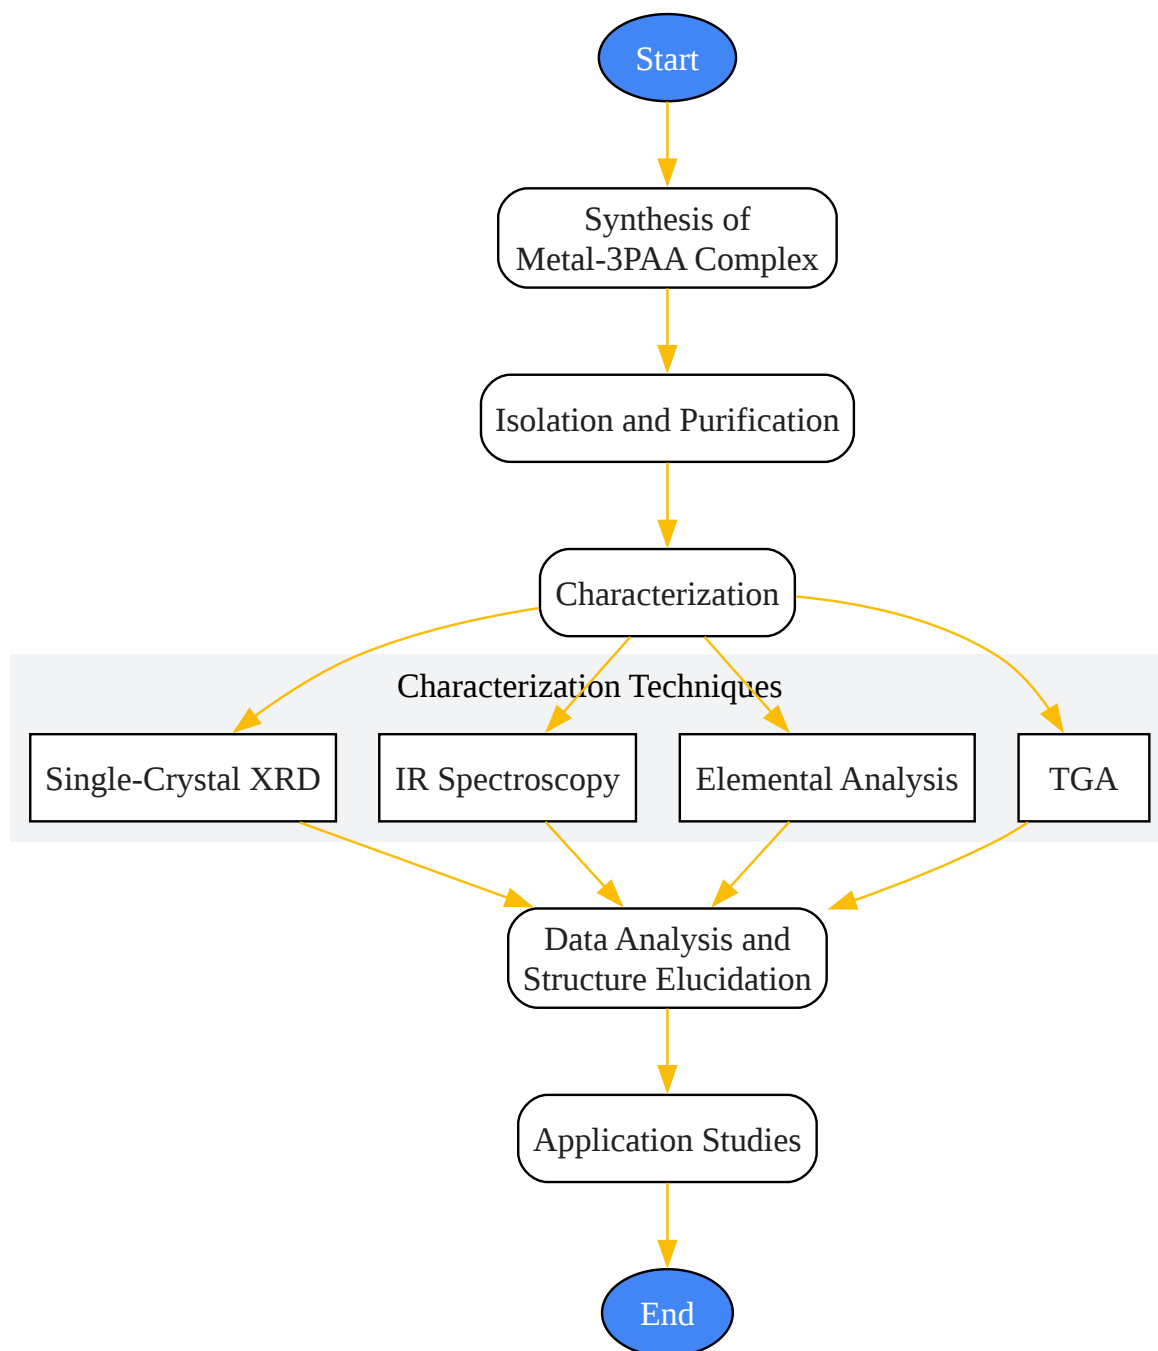 Start
Synthesis of
Metal-3PAA Complex
Isolation and Purification
Characterization
Characterization Techniques
Single-Crystal XRD
IR Spectroscopy
Elemental Analysis
TGA
Data Analysis and
Structure Elucidation
Application Studies
End